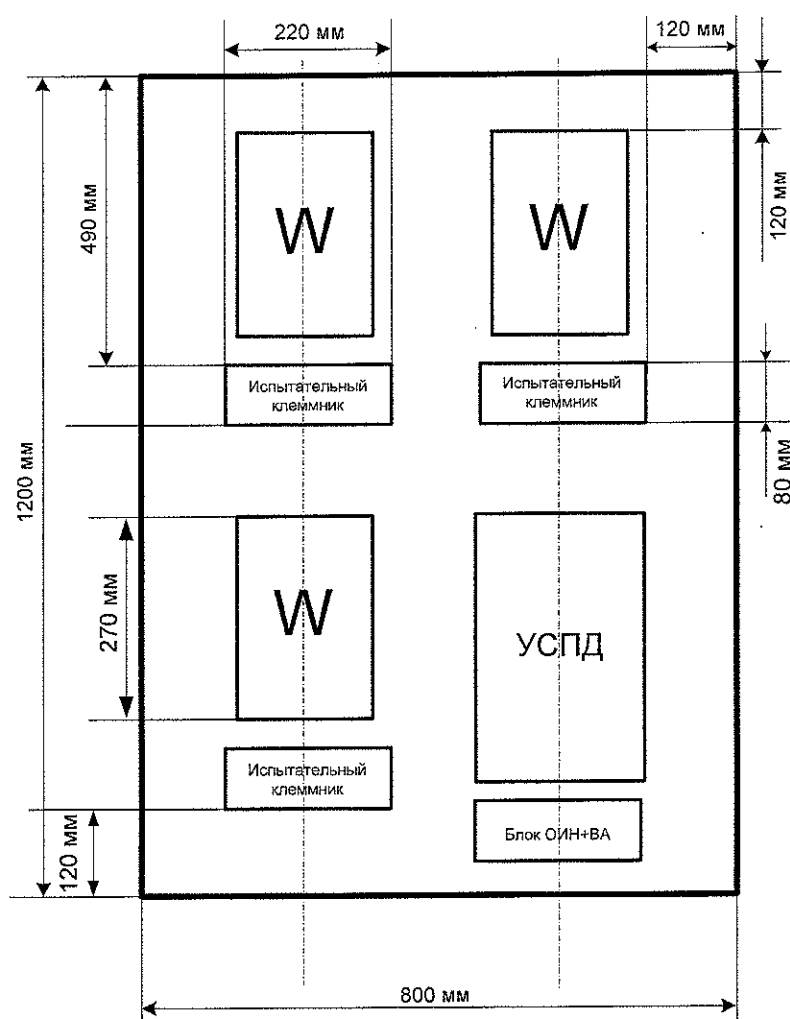 220 мм
120 мм
490 мм
120 мм
W
W
Испытательный
клеммник
Испытательный
клеммник
80 мм
1200 мм
270 мм
W
УСПД
Испытательный
клеммник
Блок ОИН+ВА
120 мм
800 мм